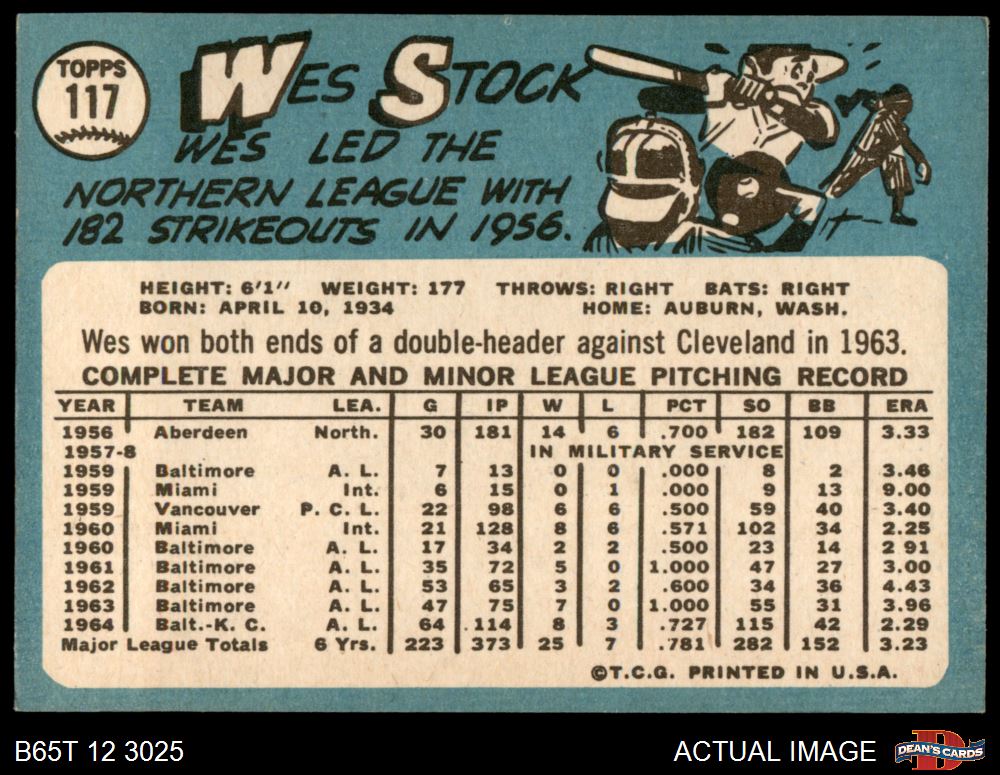 TOPPS
117
WES STOCK
WES LED THE
NORTHERN LEAGUE WITH
182 STRIKEOUTS IN 1956.
HEIGHT: 6'1" WEIGHT: 177 THROWS: RIGHT BATS: RIGHT
BORN: APRIL 10, 1934 HOME: AUBURN, WASH.
Wes won both ends of a double-header against Cleveland in 1963.
COMPLETE MAJOR AND MINOR LEAGUE PITCHING RECORD
YEAR TEAM LEA. G IP W L PCT SO BB ERA
1956 Aberdeen North. 30 181 14 6 .700 182 109 3.33
1957-8 IN MILITARY SERVICE
1959 Baltimore A. L. 7 13 0 0 .000 8 2 3.46
1959 Miami Int. 6 15 0 1 .000 9 13 9.00
1959 Vancouver P. C. L. 22 98 6 6 .500 59 40 3.40
1960 Miami Int. 21 128 8 6 .571 102 34 2.25
1960 Baltimore A. L. 17 34 2 2 .500 23 14 2 91
1961 Baltimore A. L. 35 72 5 0 1.000 47 27 3.00
1962 Baltimore A. L. 53 65 3 2 .600 34 36 4.43
1963 Baltimore A. L. 47 75 7 0 1.000 55 31 3.96
1964 Balt.-K. C. A. L. 64 114 8 3 .727 115 42 2.29
Major League Totals 6 Yrs. 223 373 25 7 .781 282 152 3.23
©T.C.G. PRINTED IN U.S.A.
B65T 12 3025 ACTUAL IMAGE DEAN'S CARDS